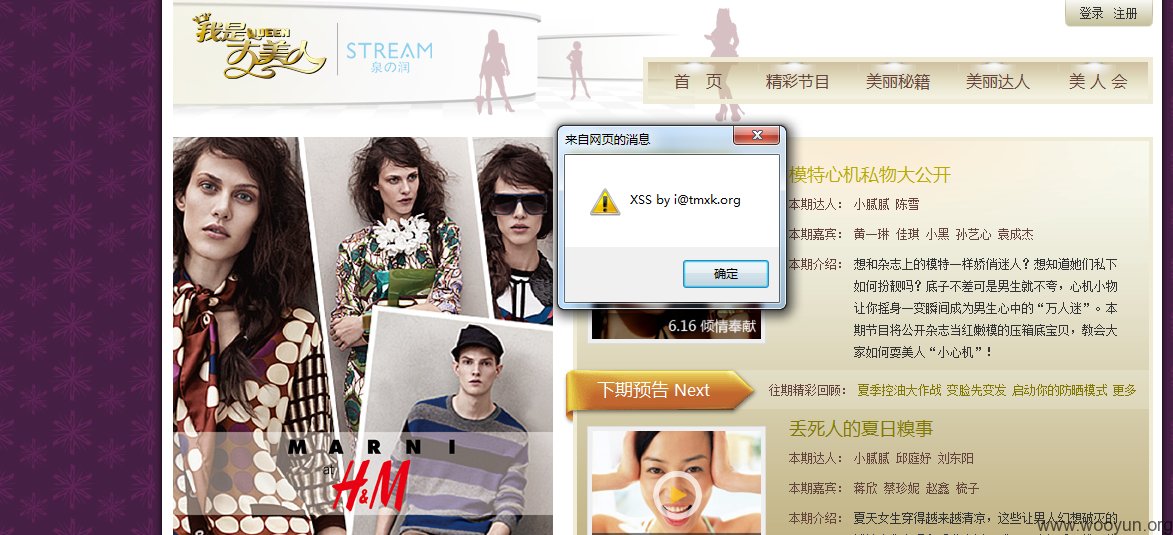 登录 注册
我是QUEEN
大美人
STREAM
泉の润
首 页 精彩节目 美丽秘籍 美丽达人 美 人 会
来自网页的消息
XSS by i@tmxk.org
确定
模特心机私物大公开
本期达人： 小腻腻 陈雪
本期嘉宾： 黄一琳 佳琪 小黑 孙艺心 袁成杰
本期介绍： 想和杂志上的模特一样娇俏迷人？想知道她们私下
如何扮靓吗？底子不差可是男生就不夸，心机小物
让你摇身一变瞬间成为男生心中的“万人迷”。本
期节目将公开杂志当红嫩模的压箱底宝贝，教会大
家如何耍美人“小心机”！
6.16 倾情奉献
下期预告 Next
往期精彩回顾： 夏季控油大作战 变脸先变发 启动你的防晒模式 更多
丢死人的夏日糗事
本期达人： 小腻腻 邱庭妤 刘东阳
本期嘉宾： 蒋欣 蔡珍妮 赵鑫 梳子
本期介绍： 夏天女生穿得越来越清凉，这些让男人幻想破灭的
MARNI
at
H&M
www.wooyun.org